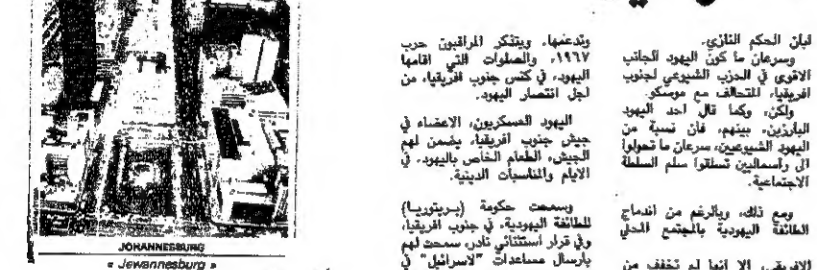 إبان الحكم النازي.
وسرعان ما كون اليهود الجانب
الاقوى في الحزب الشيوعي لجنوب
افريقيا، المتحالف مع موسكو.
ولكن، وكما قال احد اليهود
البارزين، بينهم، فان نسبة من
اليهود الشيوعيين، سرعان ما تحولوا
الى رأسماليين تسلقوا سلم السلطة
الاجتماعية.
ومع ذلك، وبالرغم من اندماج
الطائفة اليهودية بالمجتمع المحلي
الافريقي، إلا انها لم تخفف من
وتدعمها. ويتذكر المراقبون حرب
١٩٦٧، والصلوات التي اقامها
اليهود، في كنس جنوب افريقيا، من
اجل انتصار اليهود.
اليهود العسكريون، الاعضاء في
جيش جنوب افريقيا، يضمن لهم
الجيش، الطعام الخاص باليهود، في
الايام والمناسبات الدينية.
وسمحت حكومة (بريتوريا)
للطائفة اليهودية، في جنوب افريقيا،
وفي قرار استثنائي نادر، سمحت لهم
بإرسال مساعدات "لاسرائيل" في
JOHANNESBURG
« Jewannesburg »